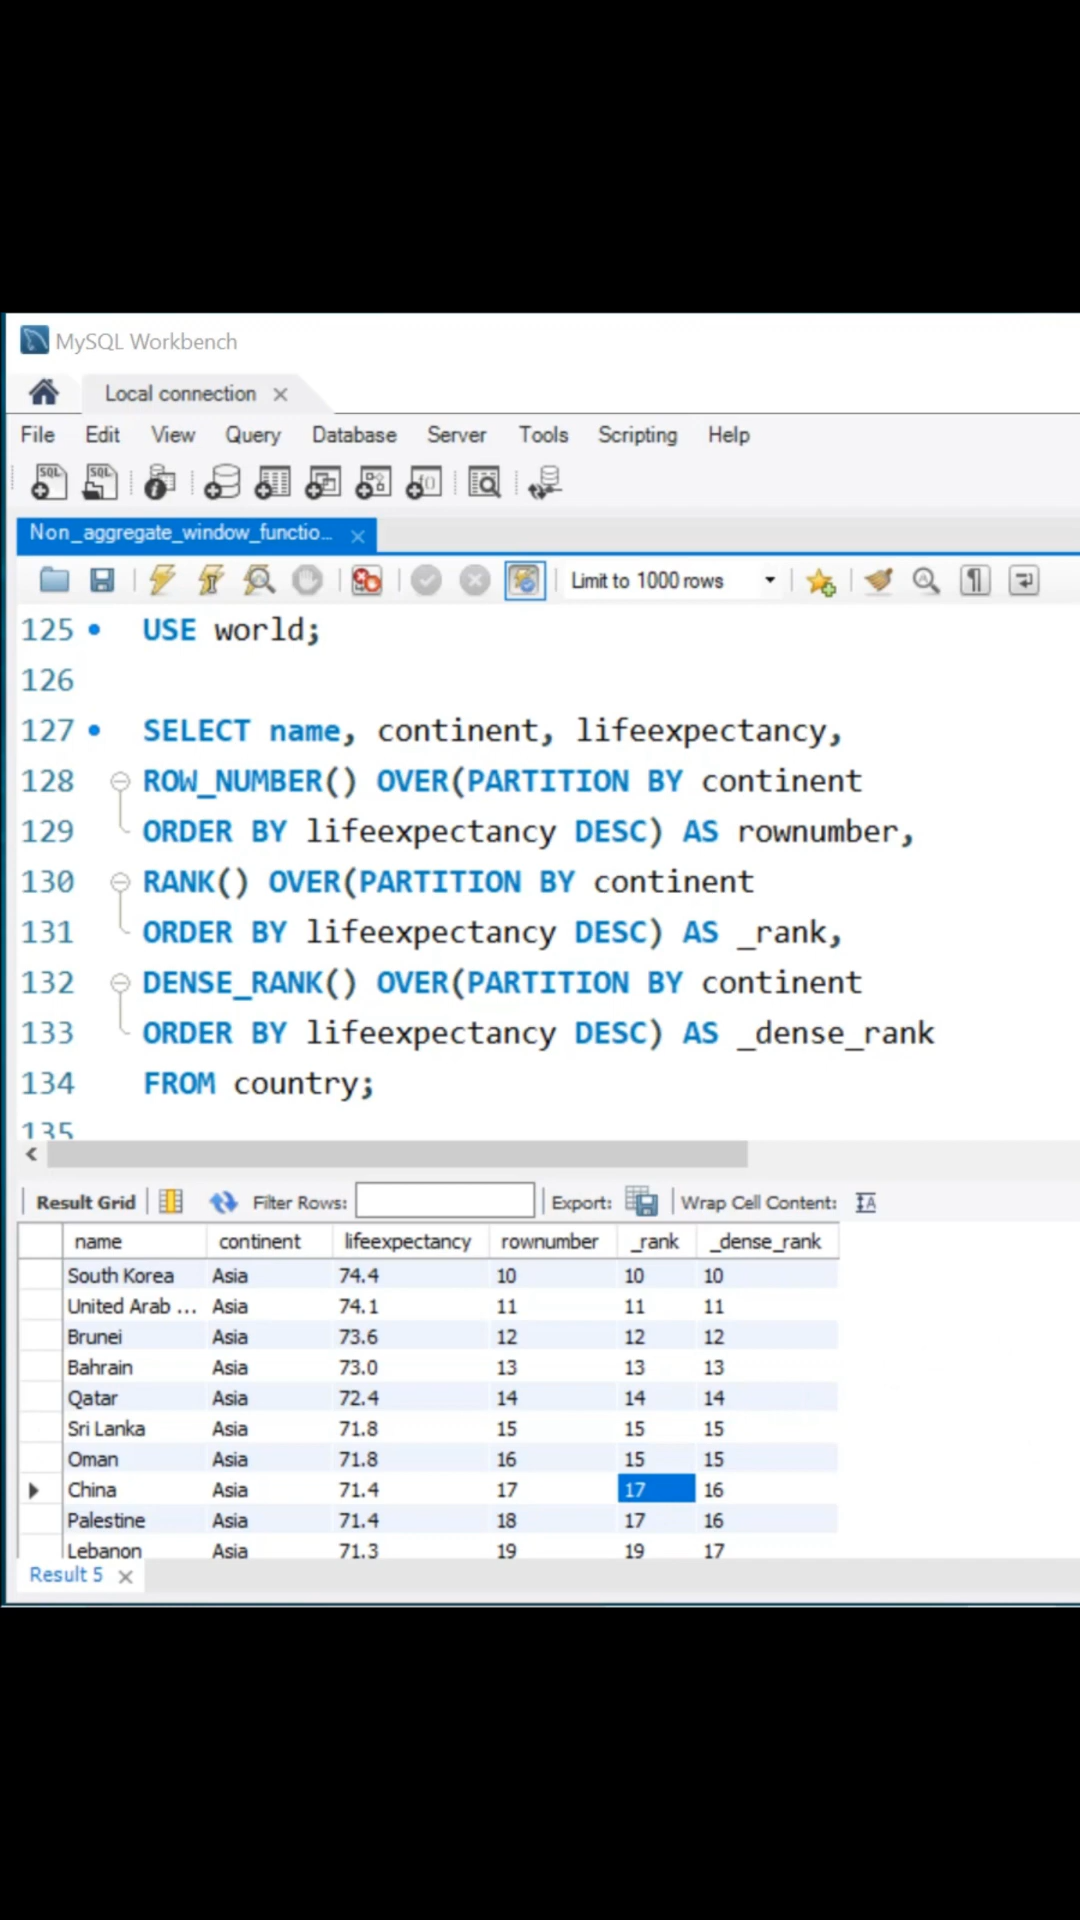 MySQL Workbench
Local connection
File Edit View Query Database Server Tools Scripting Help
SQL SQL
Non_aggregate_window_functio...
Limit to 1000 rows
125 USE world;
126
127 SELECT name, continent, lifeexpectancy,
128 ROW_NUMBER() OVER(PARTITION BY continent
129 ORDER BY lifeexpectancy DESC) AS rownumber,
130 RANK() OVER(PARTITION BY continent
131 ORDER BY lifeexpectancy DESC) AS _rank,
132 DENSE_RANK() OVER(PARTITION BY continent
133 ORDER BY lifeexpectancy DESC) AS _dense_rank
134 FROM country;
135
Result Grid Filter Rows: Export: Wrap Cell Content: IA
name continent lifeexpectancy rownumber _rank _dense_rank
South Korea Asia 74.4 10 10 10
United Arab ... Asia 74.1 11 11 11
Brunei Asia 73.6 12 12 12
Bahrain Asia 73.0 13 13 13
Qatar Asia 72.4 14 14 14
Sri Lanka Asia 71.8 15 15 15
Oman Asia 71.8 16 15 15
China Asia 71.4 17 17 16
Palestine Asia 71.4 18 17 16
Lebanon Asia 71.3 19 19 17
Result 5